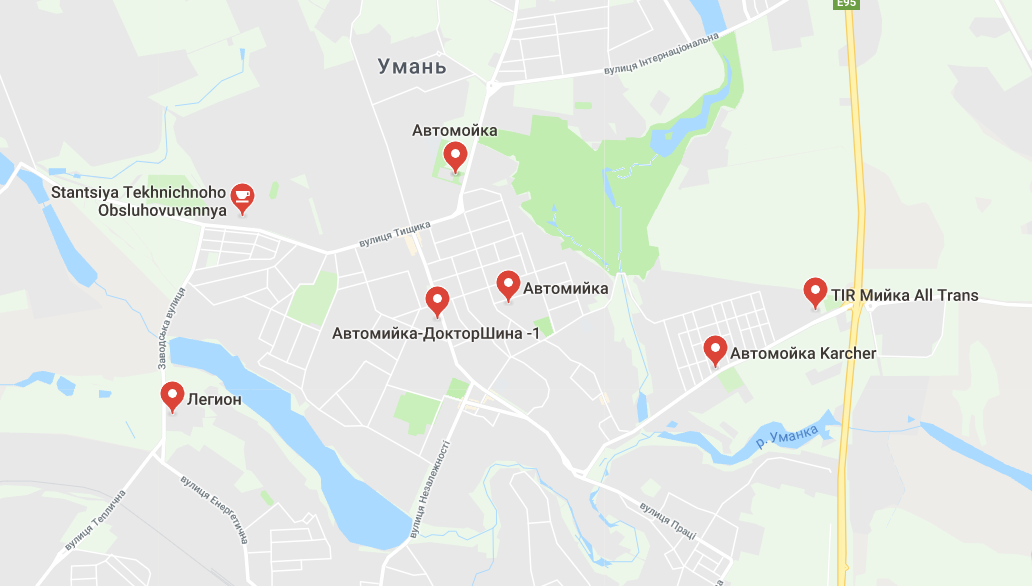 E95
вулиця Інтернаціональна
Умань
Автомойка
Stantsiya Tekhnichnoho
Obsluhovuvannya
вулиця Тищика
Автомийка
TIR Мийка All Trans
Автомийка-ДокторШина -1
Заводська вулиця
Автомойка Karcher
Легион
р. Уманка
вулиця Незалежності
вулиця Теплична
вулиця Енергетична
вулиця Праці